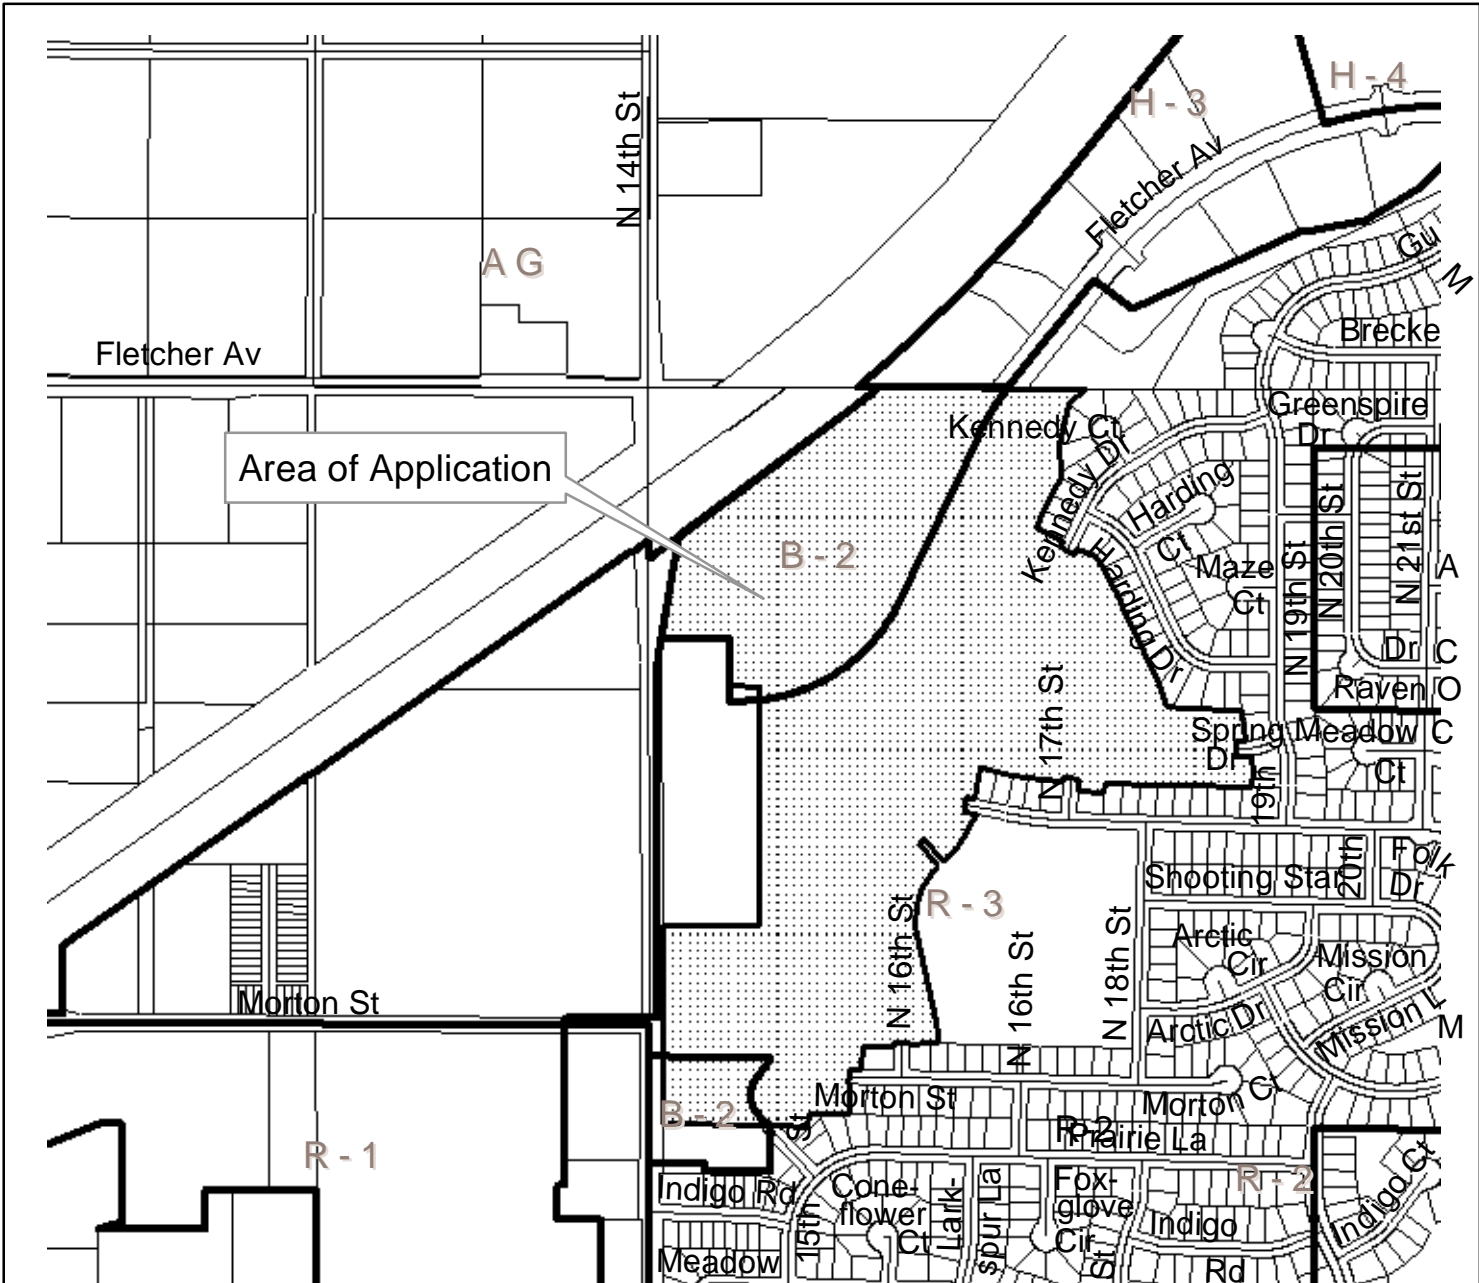 H - 4
H - 3
N 14th St
Fletcher Av
Gu
M
A G
Brecke
Fletcher Av
Greenspire
Dr
Kennedy Ct
Kennedy Dr
Area of Application
Harding
Ct
N 20th St
N 21st St
B - 2
Kennedy
Maze
Ct
N 19th St
A
Harding Dr
Dr
C
Raven
O
N 17th St
Spring Meadow
C
Dr
Ct
19th
20th
Folk
Dr
Shooting Star
R - 3
N 16th St
N 16th St
N 18th St
Arctic
Cir
Mission
Cir
Morton St
Arctic Dr
Mission L
M
Morton St
Morton Ct
B - 2
St
R-2
Prairie La
R - 1
R - 2
Indigo Rd
Cone-
flower
Ct
Lark-
spur La
Fox-
glove
Cir
Indigo
Rd
Indigo Ct
15th
St
Meadow